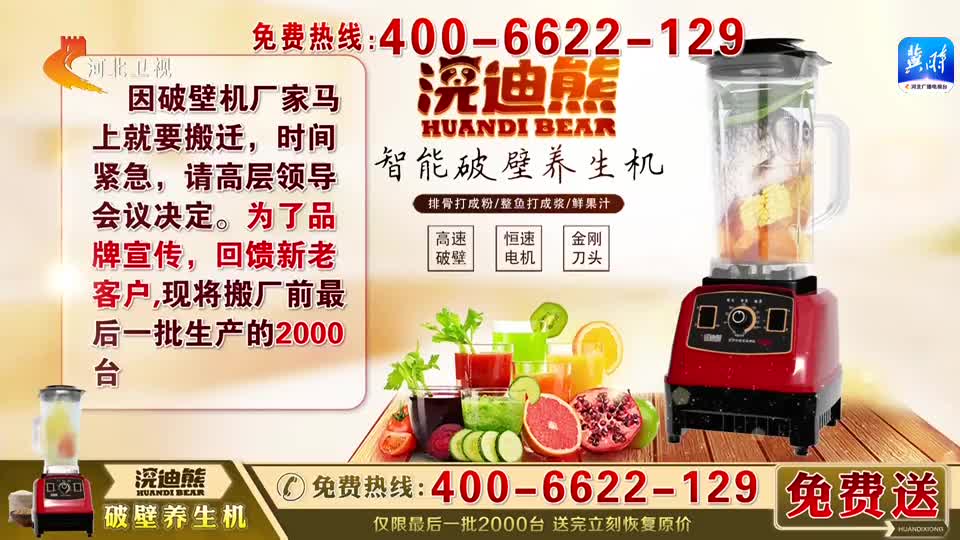 免费热线:400-6622-129
河北卫视
冀时
河北广播电视台
因破壁机厂家马
上就要搬迁，时间
紧急，请高层领导
会议决定。为了品
牌宣传，回馈新老
客户,现将搬厂前最
后一批生产的2000
台
浣迪熊
HUANDI BEAR
智能破壁养生机
排骨打成粉/整鱼打成浆/鲜果汁
高速
破壁
恒速
电机
金刚
刀头
浣迪熊
HUANDI BEAR
破壁养生机
免费热线:400-6622-129
仅限最后一批2000台 送完立刻恢复原价
免费送
HUANDIXIONG